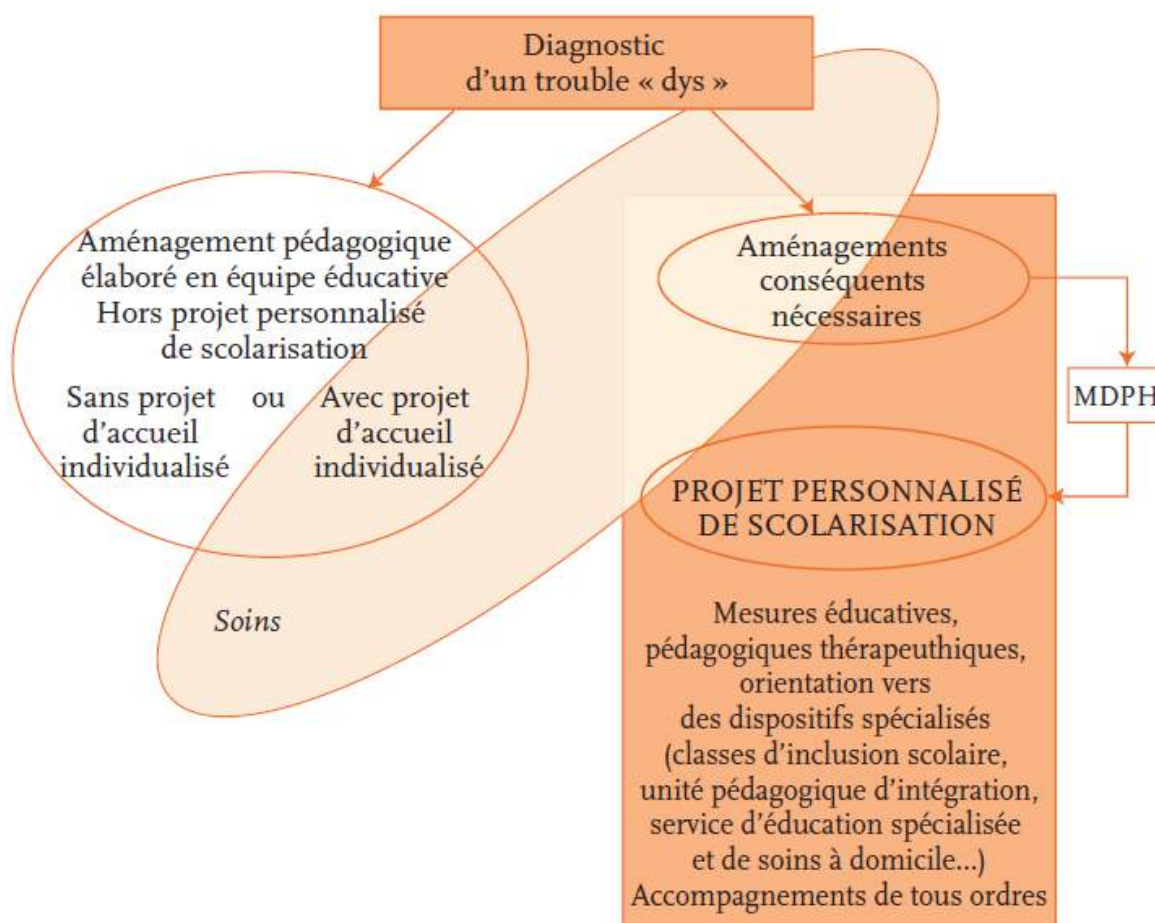 Diagnostic
d'un trouble « dys »
Aménagement pédagogique
élaboré en équipe éducative
Hors projet personnalisé
de scolarisation
Sans projet ou Avec projet
d'accueil d'accueil
individualisé individualisé
Soins
Aménagements
conséquents
nécessaires
MDPH
PROJET PERSONNALISÉ
DE SCOLARISATION
Mesures éducatives,
pédagogiques thérapeuthiques,
orientation vers
des dispositifs spécialisés
(classes d'inclusion scolaire,
unité pédagogique d'intégration,
service d'éducation spécialisée
et de soins à domicile...)
Accompagnements de tous ordres